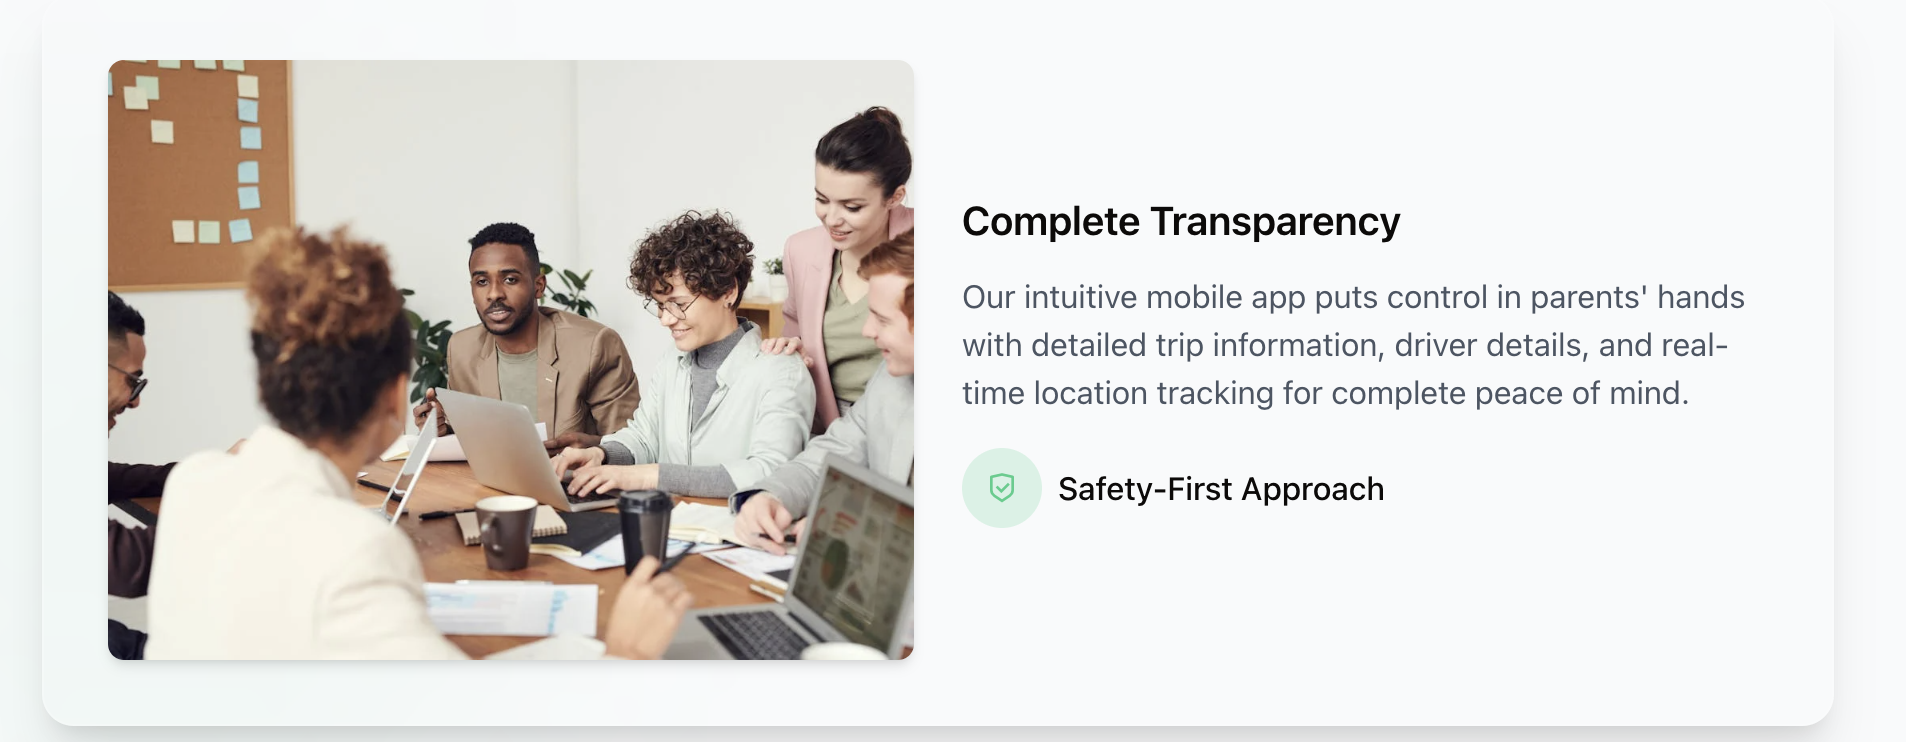 Complete Transparency
Our intuitive mobile app puts control in parents' hands
with detailed trip information, driver details, and real-
time location tracking for complete peace of mind.
Safety-First Approach